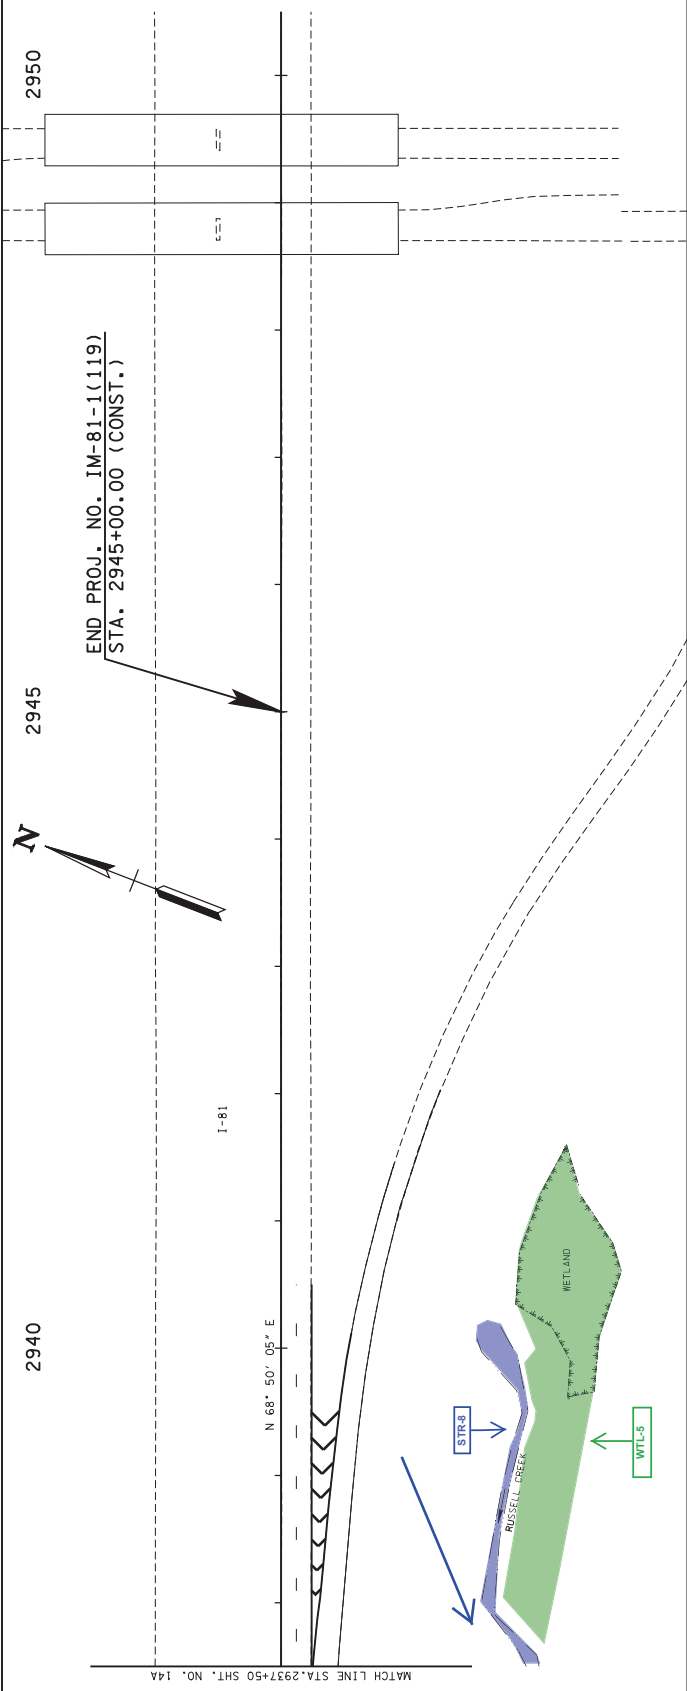 2950
END PROJ. NO. IM-81-1(119)
STA. 2945+00.00 (CONST.)
2945
N
I-81
2940
N 68° 50' 05" E
WETLAND
STR-8
WTL-5
RUSSELL CREEK
MATCH LINE STA.2937+50 SHT. NO. 14A